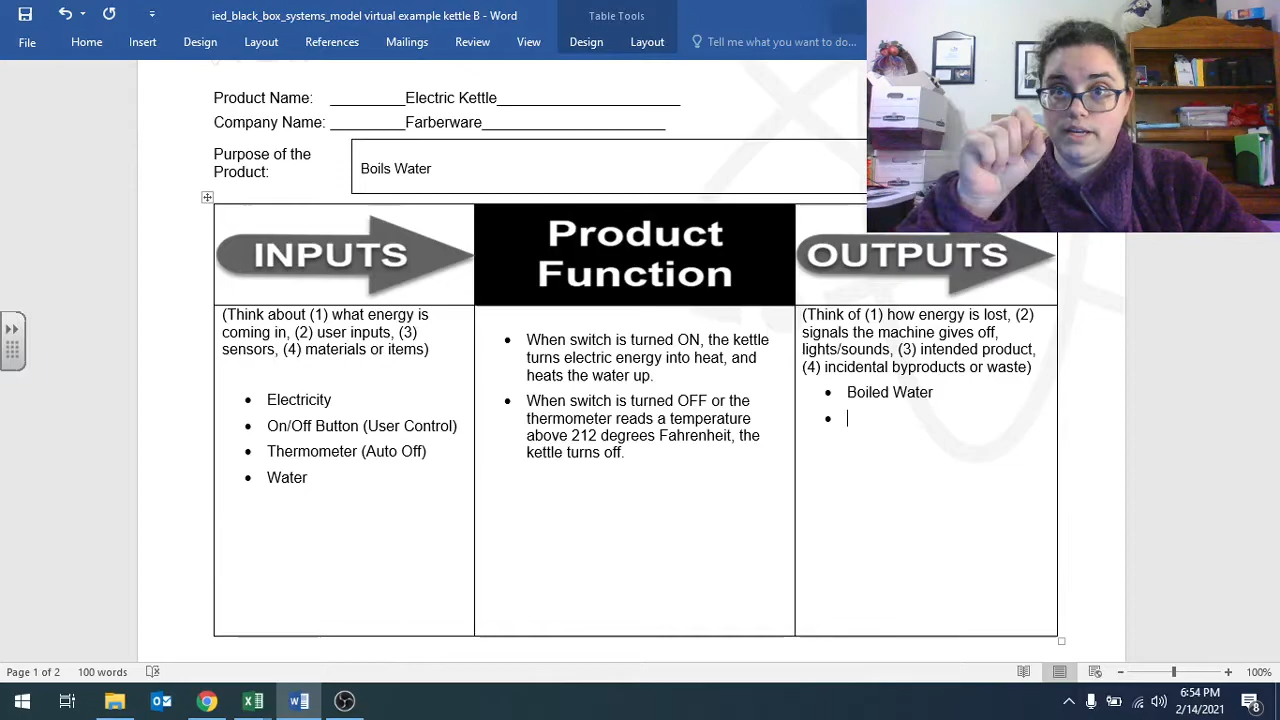 ied_black_box_systems_model virtual example kettle B - Word
Table Tools
File Home Insert Design Layout References Mailings Review View Design Layout Tell me what you want to do...
Product Name: _________Electric Kettle______________________
Company Name: _________Farberware______________________
Purpose of the
Product:
Boils Water
INPUTS
Product
Function
OUTPUTS
(Think about (1) what energy is
coming in, (2) user inputs, (3)
sensors, (4) materials or items)
• Electricity
• On/Off Button (User Control)
• Thermometer (Auto Off)
• Water
• When switch is turned ON, the kettle
turns electric energy into heat, and
heats the water up.
• When switch is turned OFF or the
thermometer reads a temperature
above 212 degrees Fahrenheit, the
kettle turns off.
(Think of (1) how energy is lost, (2)
signals the machine gives off,
lights/sounds, (3) intended product,
(4) incidental byproducts or waste)
• Boiled Water
•
Page 1 of 2 100 words
100%
6:54 PM
2/14/2021
8